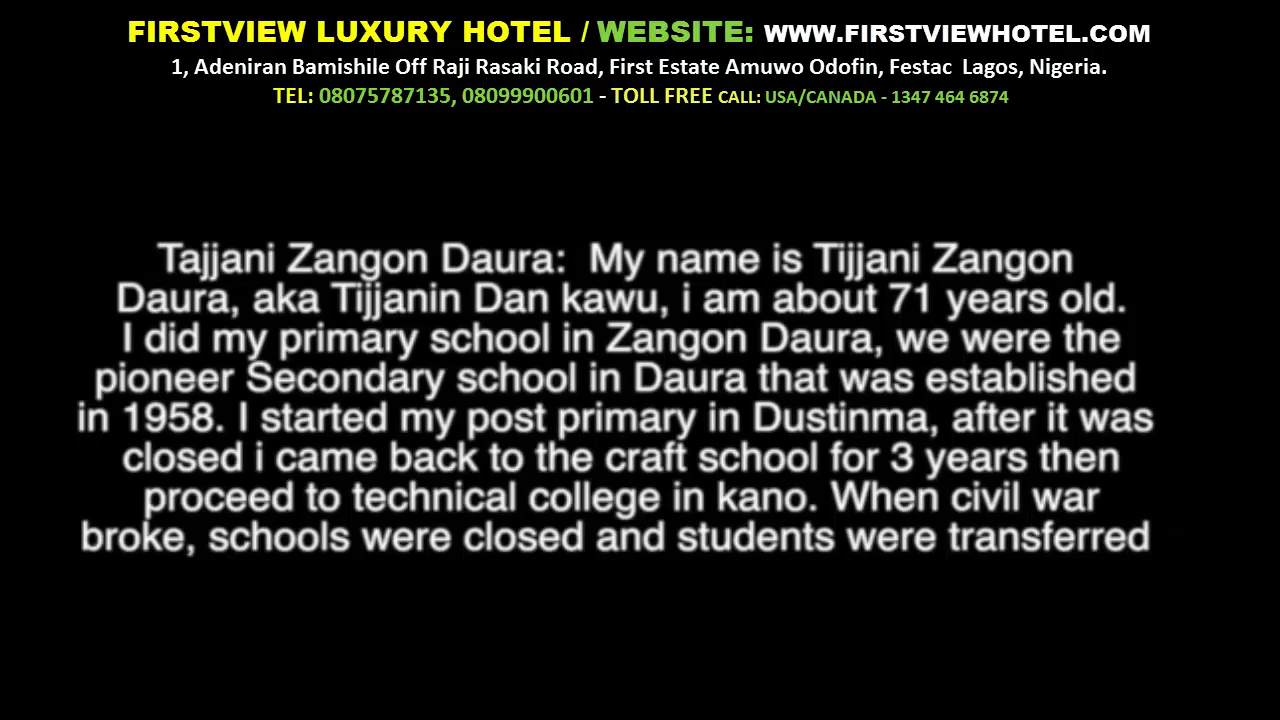 FIRSTVIEW LUXURY HOTEL / WEBSITE: WWW.FIRSTVIEWHOTEL.COM
1, Adeniran Bamishile Off Raji Rasaki Road, First Estate Amuwo Odofin, Festac Lagos, Nigeria.
TEL: 08075787135, 08099900601 - TOLL FREE CALL: USA/CANADA - 1347 464 6874
Tajjani Zangon Daura: My name is Tijjani Zangon
Daura, aka Tijjanin Dan kawu, i am about 71 years old.
I did my primary school in Zangon Daura, we were the
pioneer Secondary school in Daura that was established
in 1958. I started my post primary in Dustinma, after it was
closed i came back to the craft school for 3 years then
proceed to technical college in kano. When civil war
broke, schools were closed and students were transferred